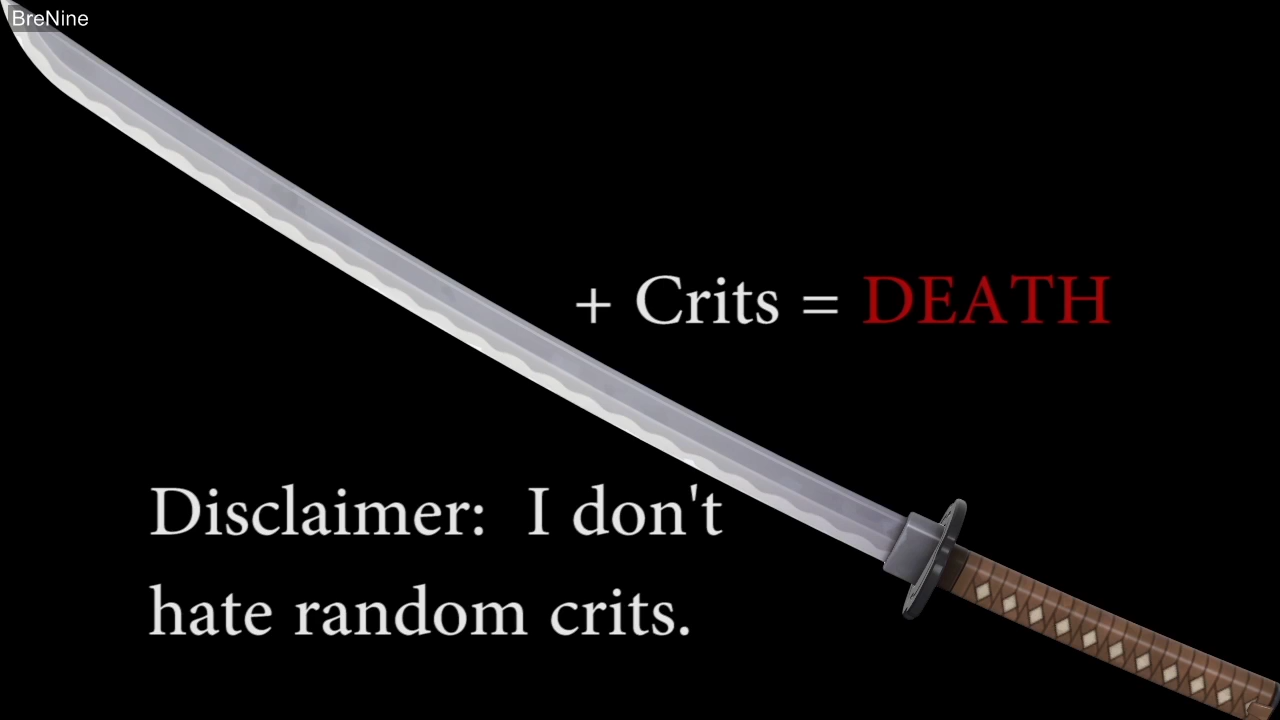 BreNine
+ Crits = DEATH
Disclaimer:  I don't
hate random crits.